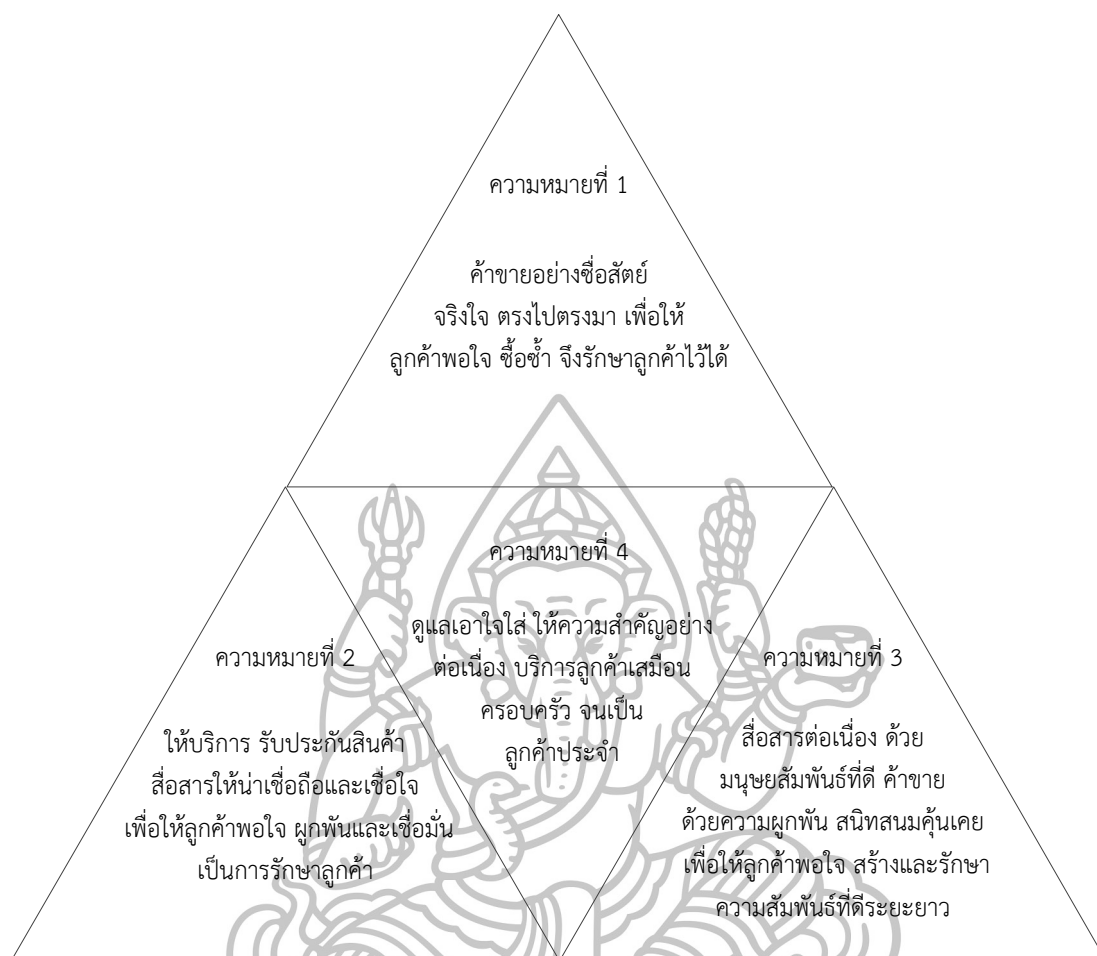 ความหมายที่ 1
ค้าขายอย่างซื่อสัตย์
จริงใจ ตรงไปตรงมา เพื่อให้
ลูกค้าพอใจ ซื้อซ้ำ จึงรักษาลูกค้าไว้ได้
ความหมายที่ 2
ให้บริการ รับประกันสินค้า
สื่อสารให้น่าเชื่อถือและเชื่อใจ
เพื่อให้ลูกค้าพอใจ ผูกพันและเชื่อมั่น
เป็นการรักษาลูกค้า
ความหมายที่ 4
ดูแลเอาใจใส่ ให้ความสำคัญอย่าง
ต่อเนื่อง บริการลูกค้าเสมือน
ครอบครัว จนเป็น
ลูกค้าประจำ
ความหมายที่ 3
สื่อสารต่อเนื่อง ด้วย
มนุษยสัมพันธ์ที่ดี ค้าขาย
ด้วยความผูกพัน สนิทสนมคุ้นเคย
เพื่อให้ลูกค้าพอใจ สร้างและรักษา
ความสัมพันธ์ที่ดีระยะยาว